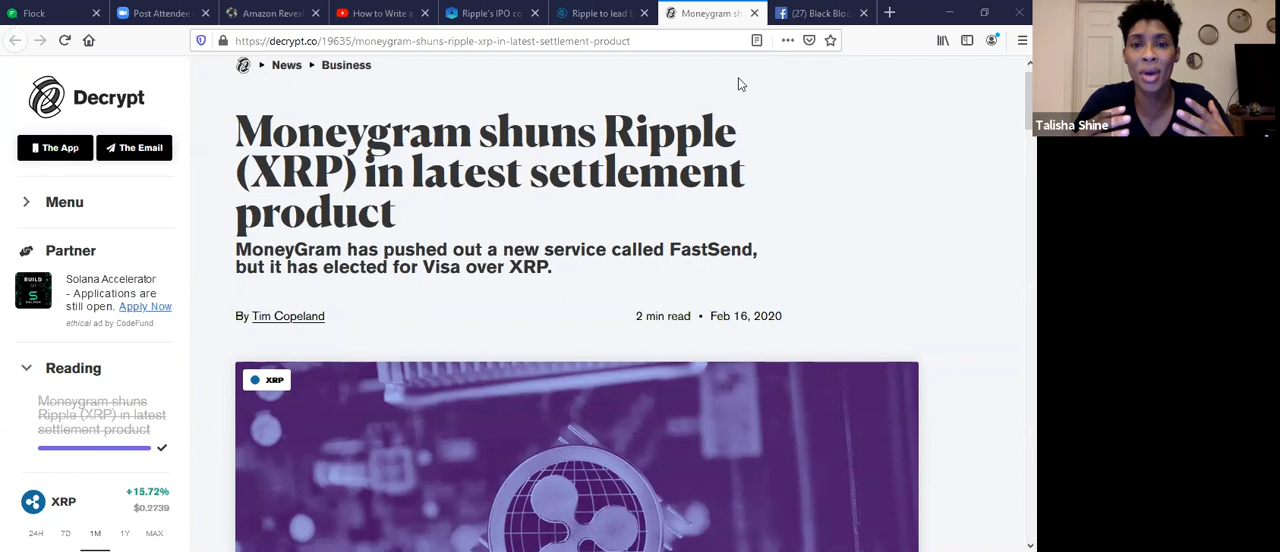 Flock
Post Attendee
Amazon Reveal
How to Write a
Ripple's IPO co
Ripple to lead L
Moneygram sh
(27) Black Bloc
https://decrypt.co/19635/moneygram-shuns-ripple-xrp-in-latest-settlement-product
Talisha Shine
Decrypt
The App
The Email
Menu
Partner
BUILD
Solana Accelerator
- Applications are
still open. Apply Now
ethical ad by CodeFund
Reading
Moneygram shuns
Ripple (XRP) in latest
settlement product
XRP
+15.72%
$0.2739
24H 7D 1M 1Y MAX
News Business
Moneygram shuns Ripple
(XRP) in latest settlement
product
MoneyGram has pushed out a new service called FastSend,
but it has elected for Visa over XRP.
By Tim Copeland
2 min read • Feb 16, 2020
XRP